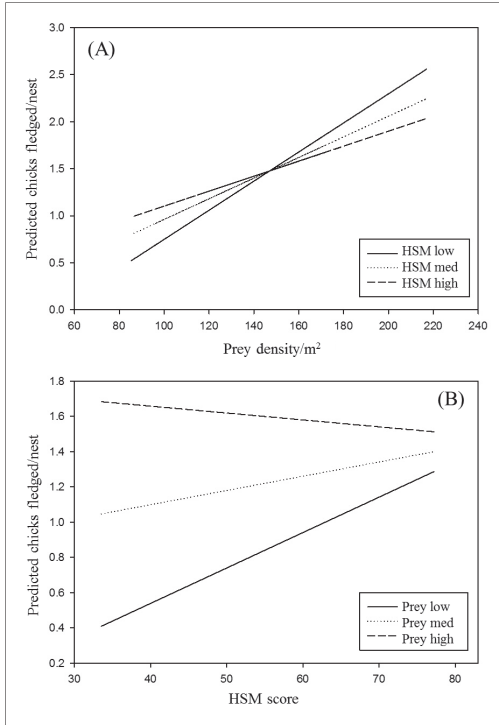 (A)
3.0
2.5
2.0
1.5
1.0
0.5
0.0
Predicted chicks fledged/nest
HSM low
HSM med
HSM high
60 80 100 120 140 160 180 200 220 240
Prey density/m²
(B)
1.8
1.6
1.4
1.2
1.0
0.8
0.6
0.4
0.2
Predicted chicks fledged/nest
Prey low
Prey med
Prey high
30 40 50 60 70 80
HSM score